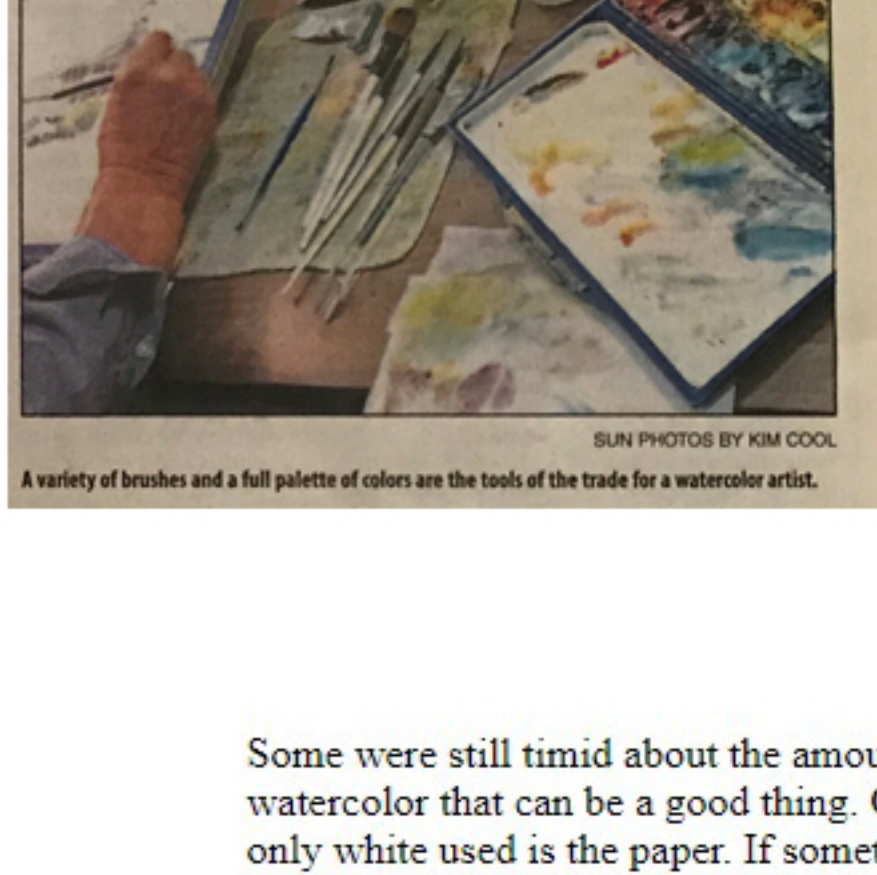 SUN PHOTOS BY KIM COOL
A variety of brushes and a full palette of colors are the tools of the trade for a watercolor artist.
Some were still timid about the
watercolor that can be a good thing.
only white used is the paper. If